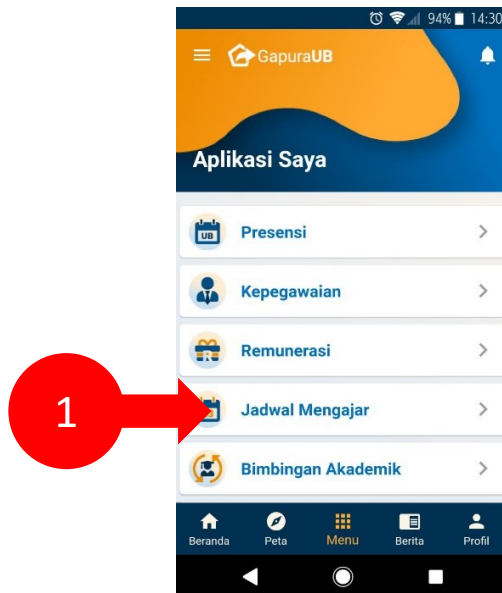 94% 14:30
GapuraUB
Aplikasi Saya
UB Presensi
Kepegawaian
R Remunerasi
1 Jadwal Mengajar
Bimbingan Akademik
Beranda Peta Menu Berita Profil